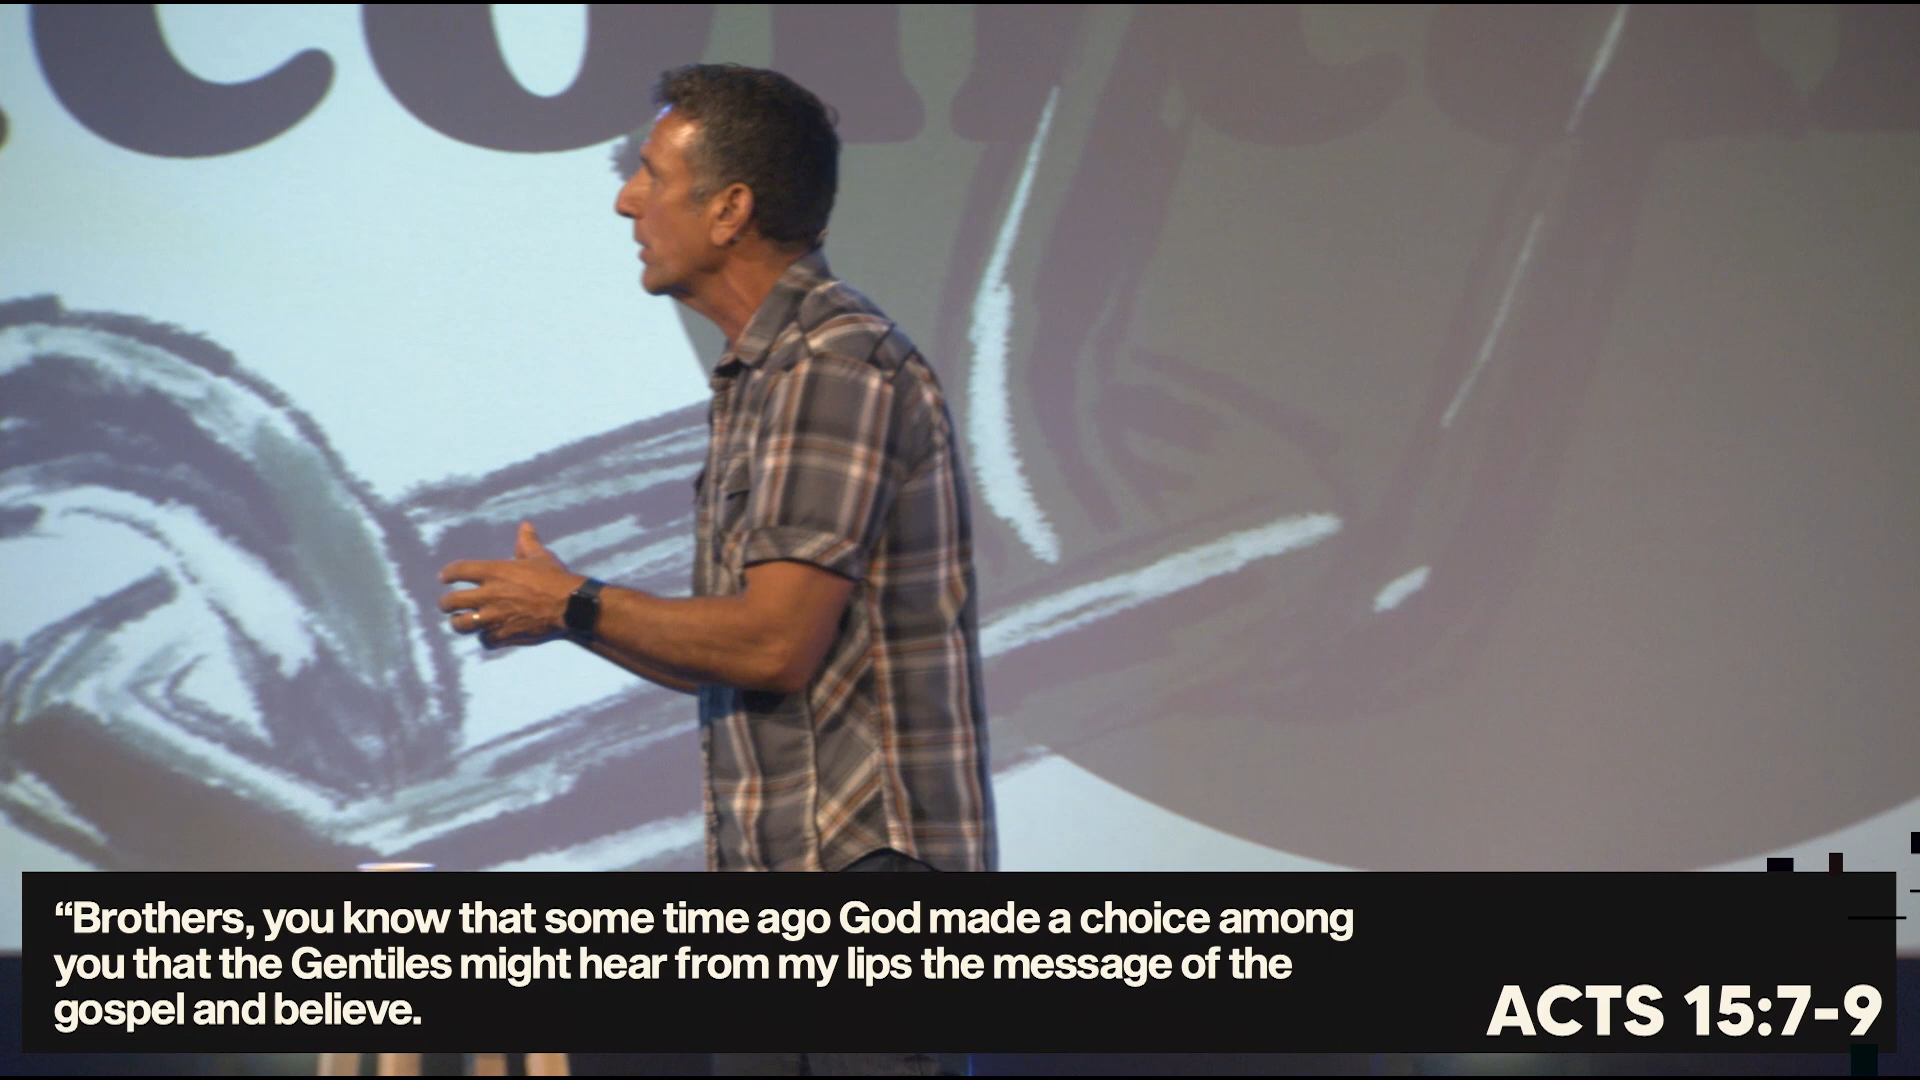 “Brothers, you know that some time ago God made a choice among
you that the Gentiles might hear from my lips the message of the
gospel and believe.
ACTS 15:7-9